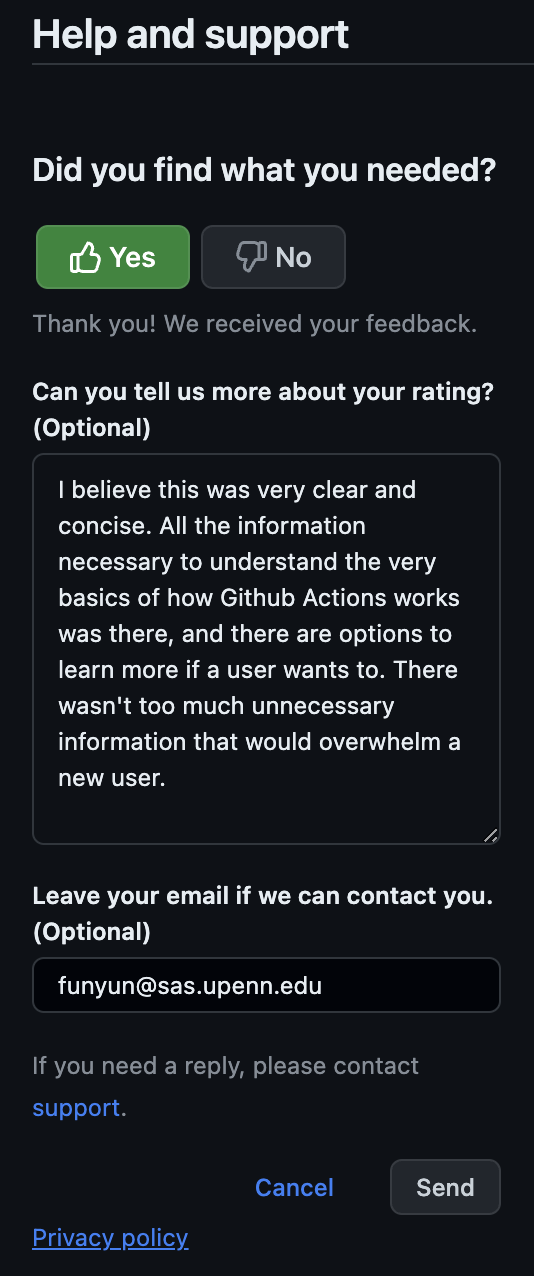 Help and support
Did you find what you needed?
Yes No
Thank you! We received your feedback.
Can you tell us more about your rating?
(Optional)
I believe this was very clear and
concise. All the information
necessary to understand the very
basics of how Github Actions works
was there, and there are options to
learn more if a user wants to. There
wasn't too much unnecessary
information that would overwhelm a
new user.
Leave your email if we can contact you.
(Optional)
funyun@sas.upenn.edu
If you need a reply, please contact
support.
Cancel Send
Privacy policy